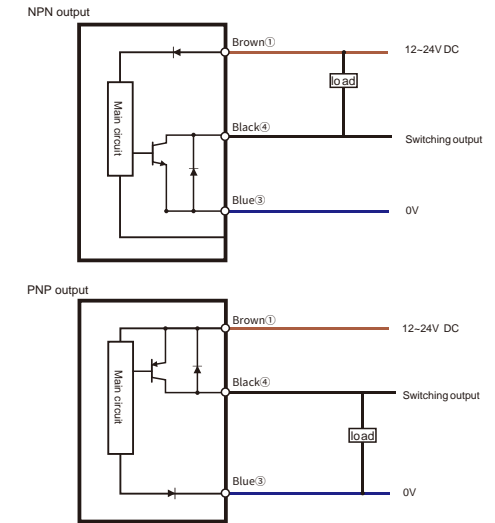 NPN output
Brown①
12~24V DC
load
Main circuit
Black④
Switching output
Blue③
0V
PNP output
Brown①
12~24V DC
Main circuit
Black④
Switching output
load
Blue③
0V